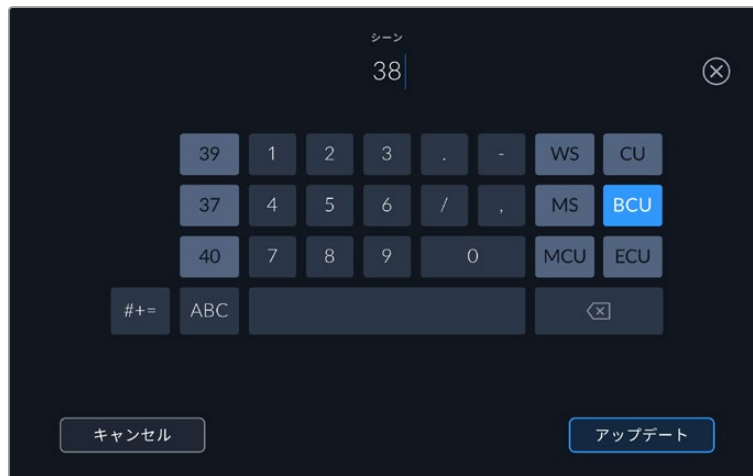 シーン
38
39 1 2 3 . - WS CU
37 4 5 6 / , MS BCU
40 7 8 9 0 MCU ECU
#+= ABC
キャンセル アップデート